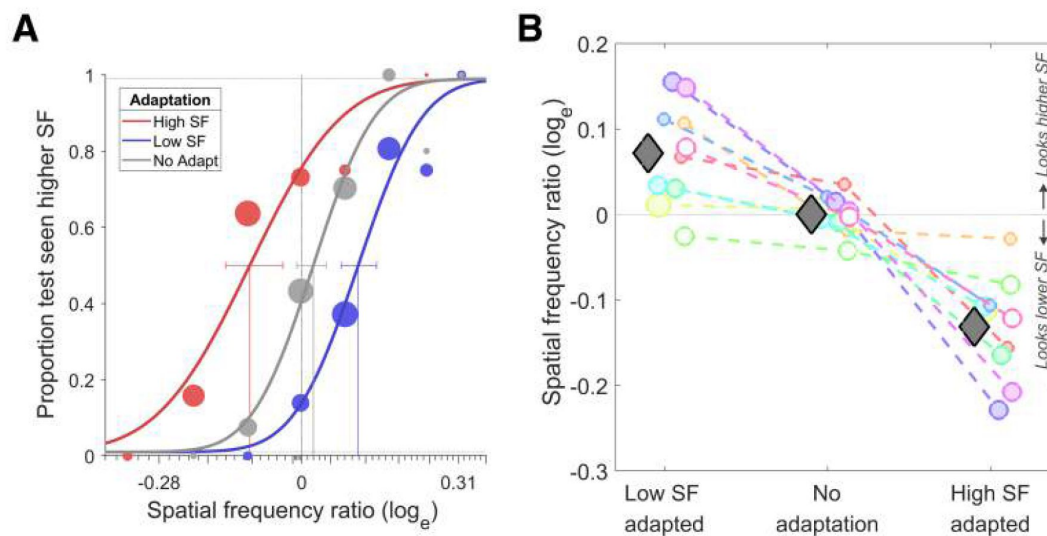 A
Proportion test seen higher SF
1
0.8
0.6
0.4
0.2
0
Adaptation
High SF
Low SF
No Adapt
-0.28
0
0.31
Spatial frequency ratio (logₑ)
B
Spatial frequency ratio (logₑ)
0.2
0.1
0
-0.1
-0.2
-0.3
Looks higher SF
Looks lower SF
Low SF
adapted
No
adaptation
High SF
adapted